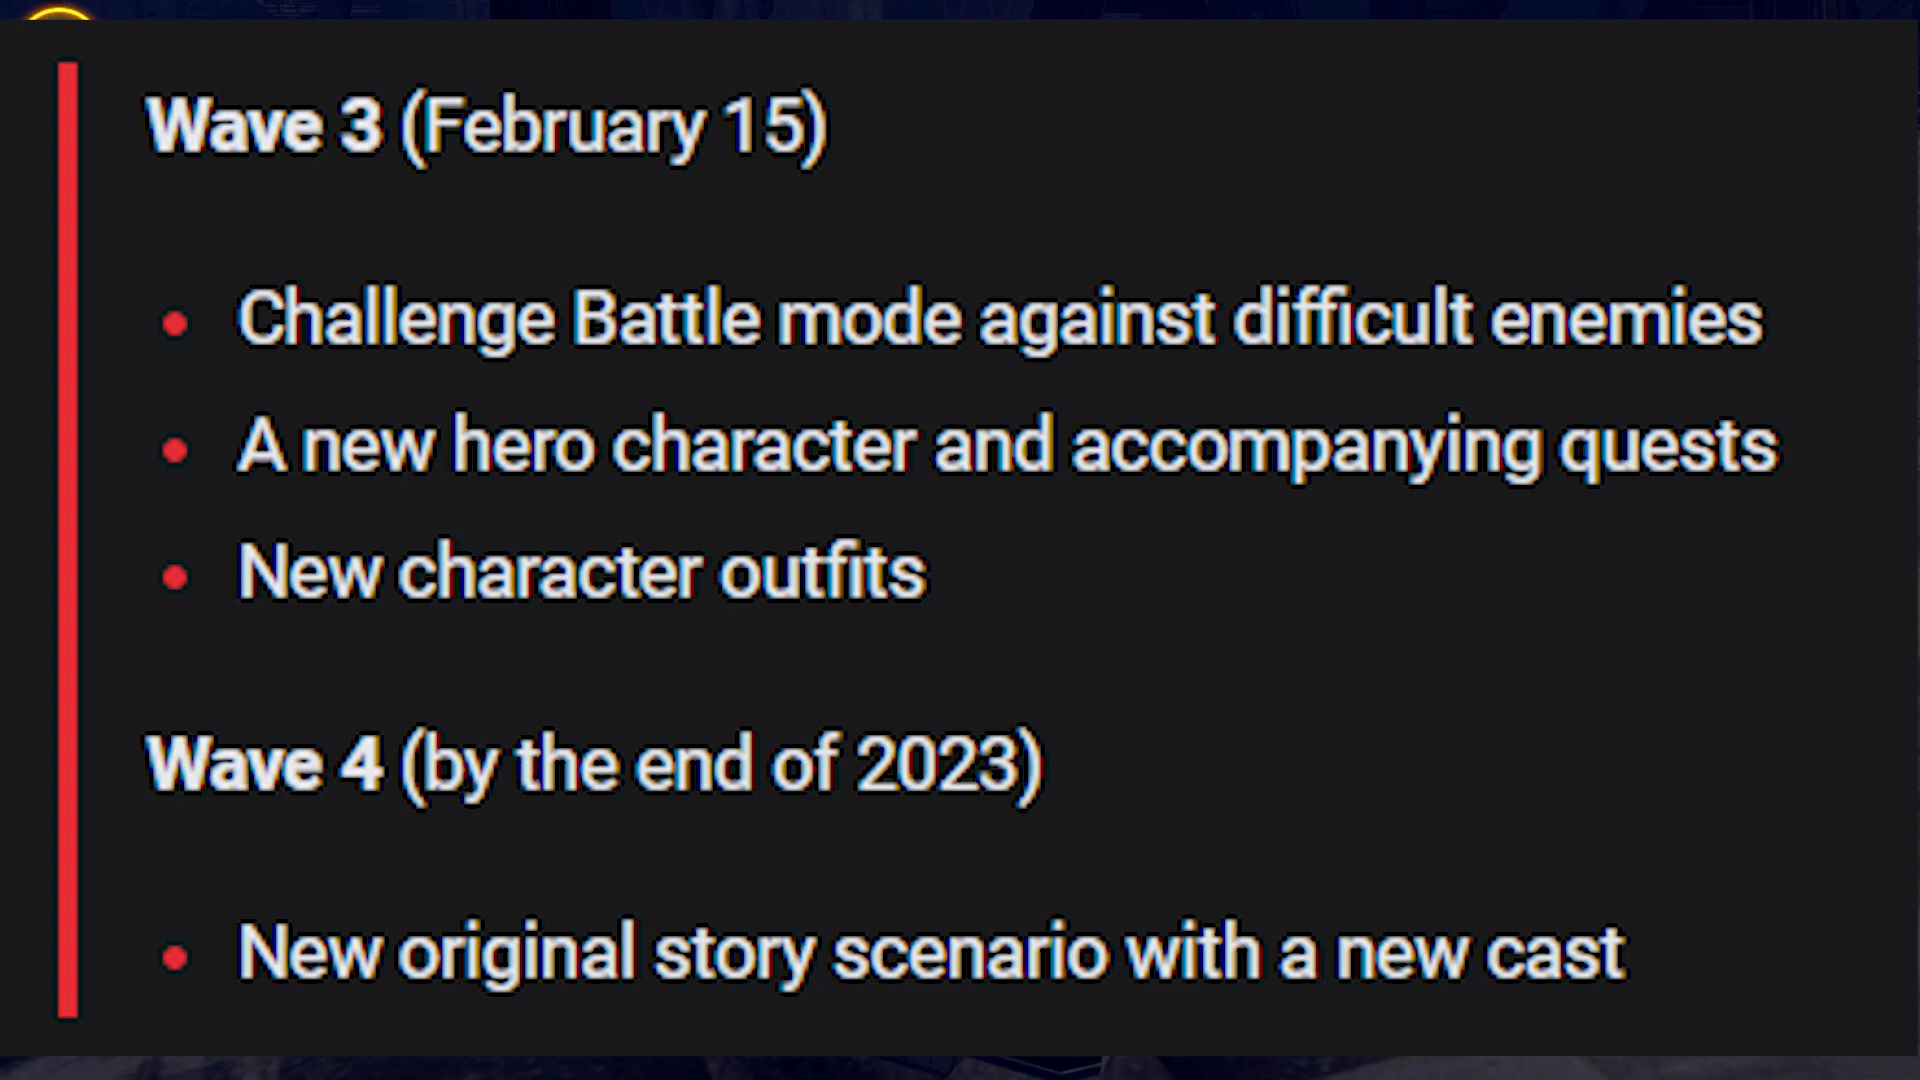 Wave 3 (February 15)
Challenge Battle mode against difficult enemies
A new hero character and accompanying quests
New character outfits
Wave 4 (by the end of 2023)
New original story scenario with a new cast